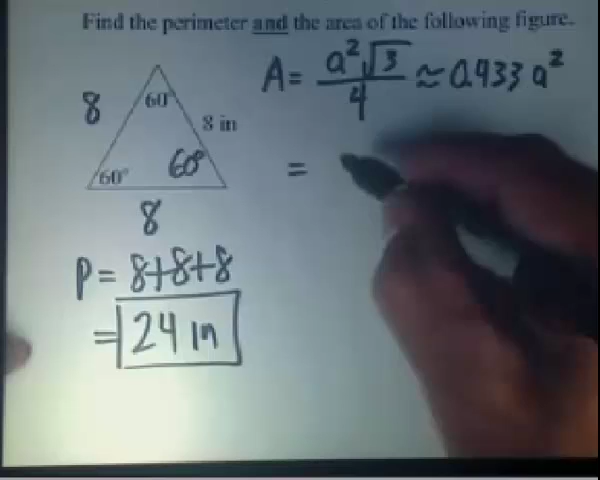 Find the perimeter and the area of the following figure.
A = a²√3 / 4 ≈ 0.433 a²
8
60°
8 in
60°
60°
=
8
P = 8+8+8
= 24 in